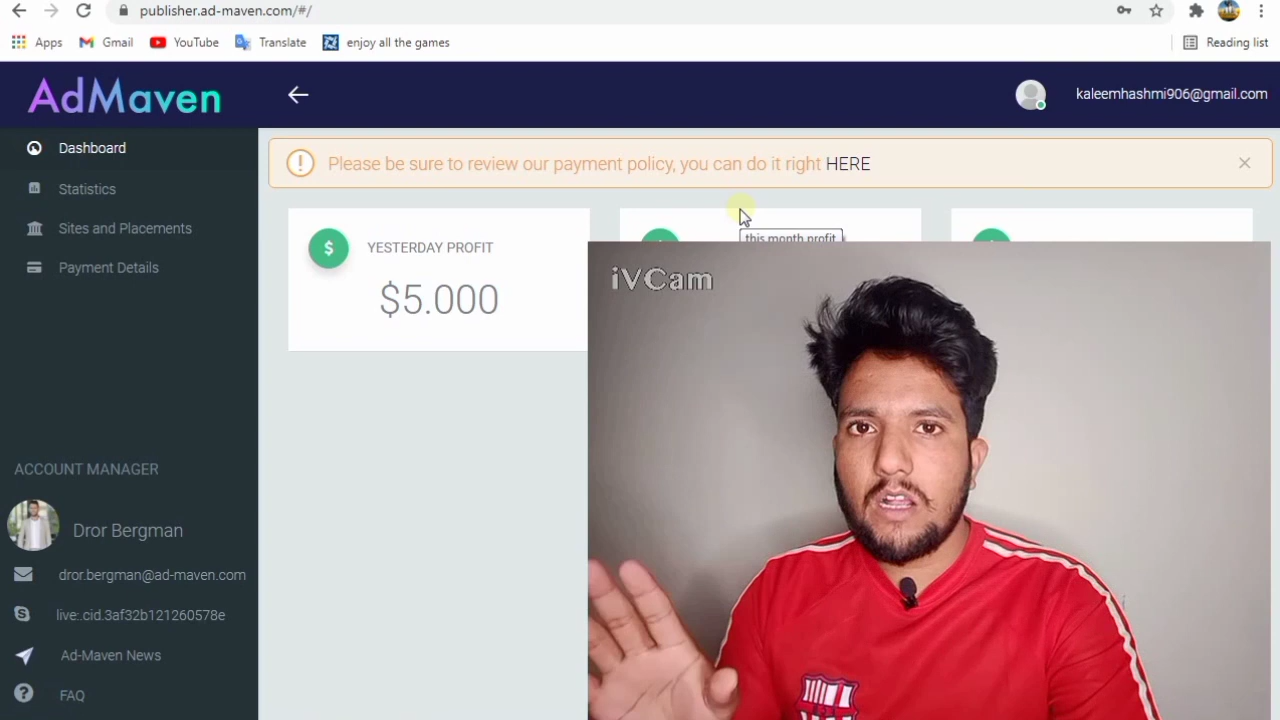 publisher.ad-maven.com/#/
Apps
Gmail
YouTube
Translate
enjoy all the games
Reading list
AdMaven
kaleemhashmi906@gmail.com
Dashboard
Please be sure to review our payment policy, you can do it right HERE
Statistics
Sites and Placements
Payment Details
$ YESTERDAY PROFIT
$5.000
this month profit
iVCam
ACCOUNT MANAGER
Dror Bergman
dror.bergman@ad-maven.com
live:.cid.3af32b121260578e
Ad-Maven News
FAQ